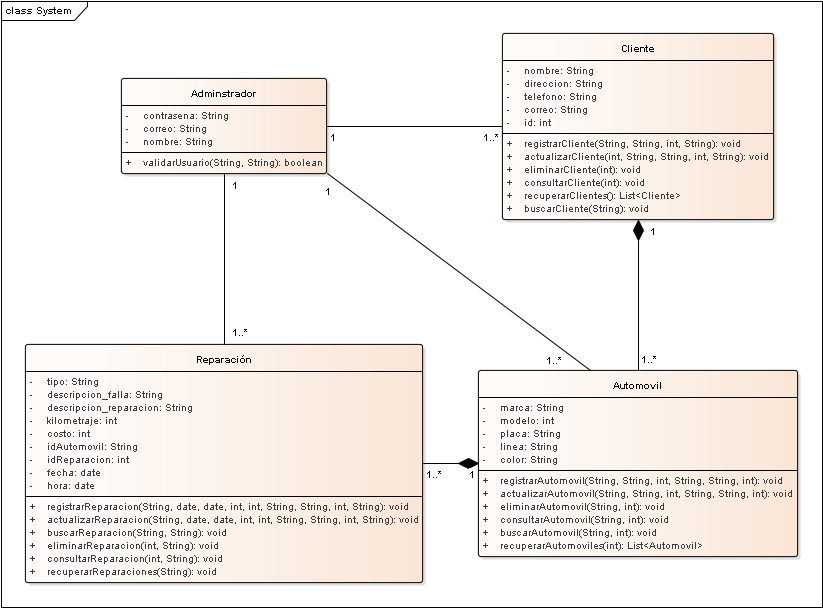 class System
Adminstrador
- contrasena: String
- correo: String
- nombre: String
+ validarUsuario(String, String): boolean
Cliente
- nombre: String
- direccion: String
- telefono: String
- correo: String
- id: int
+ registrarCliente(String, String, int, String): void
+ actualizarCliente(int, String, String, int, String): void
+ eliminarCliente(int): void
+ consultarCliente(int): void
+ recuperarClientes(): List<Cliente>
+ buscarCliente(String): void
1
1..*
1
1
1
1..*
1..*
1..*
Reparación
- tipo: String
- descripcion_falla: String
- descripcion_reparacion: String
- kilometraje: int
- costo: int
- idAutomovil: String
- idReparacion: int
- fecha: date
- hora: date
+ registrarReparacion(String, date, date, int, int, String, String, int, String): void
+ actualizarReparacion(String, date, date, int, int, String, String, int, String): void
+ buscarReparacion(String, String): void
+ eliminarReparacion(int, String): void
+ consultarReparacion(int, String): void
+ recuperarReparaciones(String): void
1..*
1
Automovil
- marca: String
- modelo: int
- placa: String
- linea: String
- color: String
+ registrarAutomovil(String, String, int, String, String, int): void
+ actualizarAutomovil(String, String, int, String, String, int): void
+ eliminarAutomovil(String, int): void
+ consultarAutomovil(String, int): void
+ buscarAutomovil(String, int): void
+ recuperarAutomoviles(int): List<Automovil>